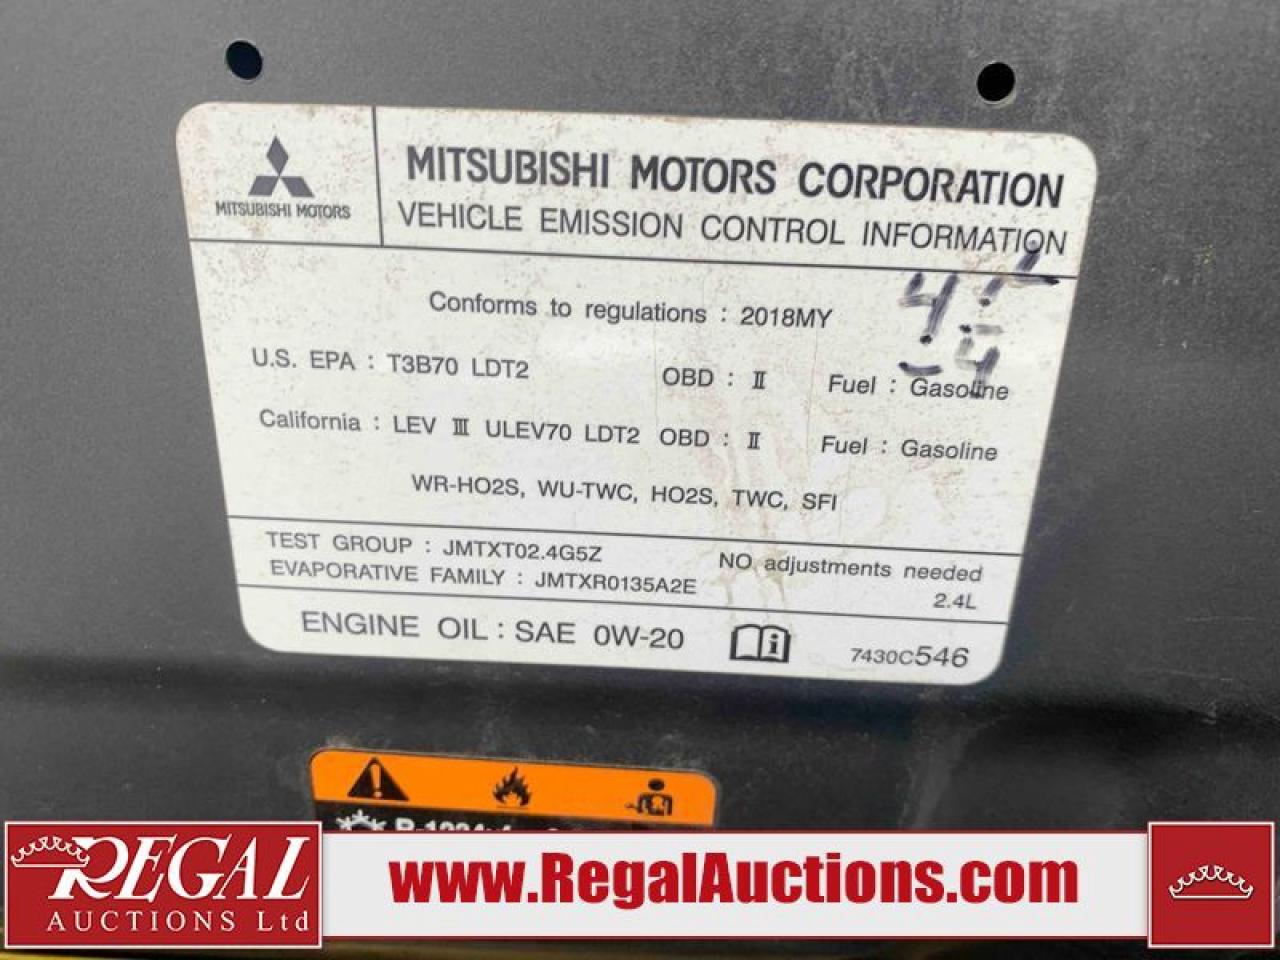 MITSUBISHI MOTORS
MITSUBISHI MOTORS CORPORATION
VEHICLE EMISSION CONTROL INFORMATION
Conforms to regulations : 2018MY
U.S. EPA : T3B70 LDT2 OBD : Ⅱ Fuel : Gasoline
California : LEV Ⅲ ULEV70 LDT2 OBD : Ⅱ Fuel : Gasoline
WR-HO2S, WU-TWC, HO2S, TWC, SFI
TEST GROUP : JMTXT02.4G5Z
EVAPORATIVE FAMILY : JMTXR0135A2E
NO adjustments needed
2.4L
ENGINE OIL : SAE 0W-20
7430C546
REGAL
AUCTIONS Ltd
www.RegalAuctions.com